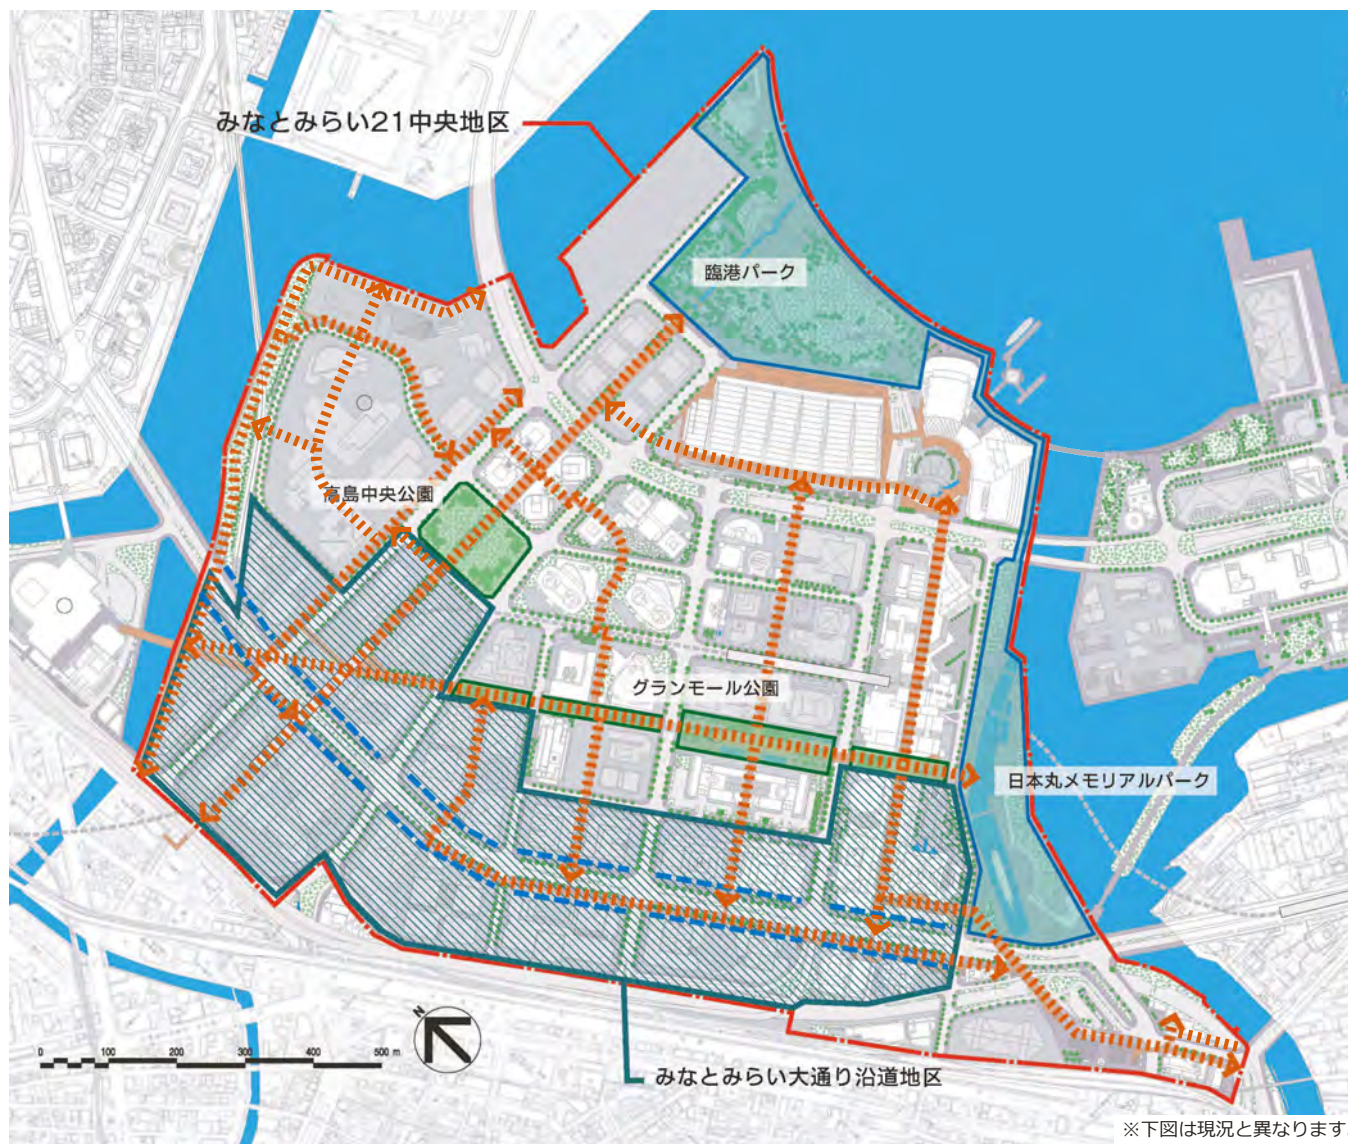 みなとみらい21中央地区
臨港パーク
高島中央公園
グランモール公園
日本丸メモリアルパーク
N
0 100 200 300 400 500 m
みなとみらい大通り沿道地区
※下図は現況と異なります